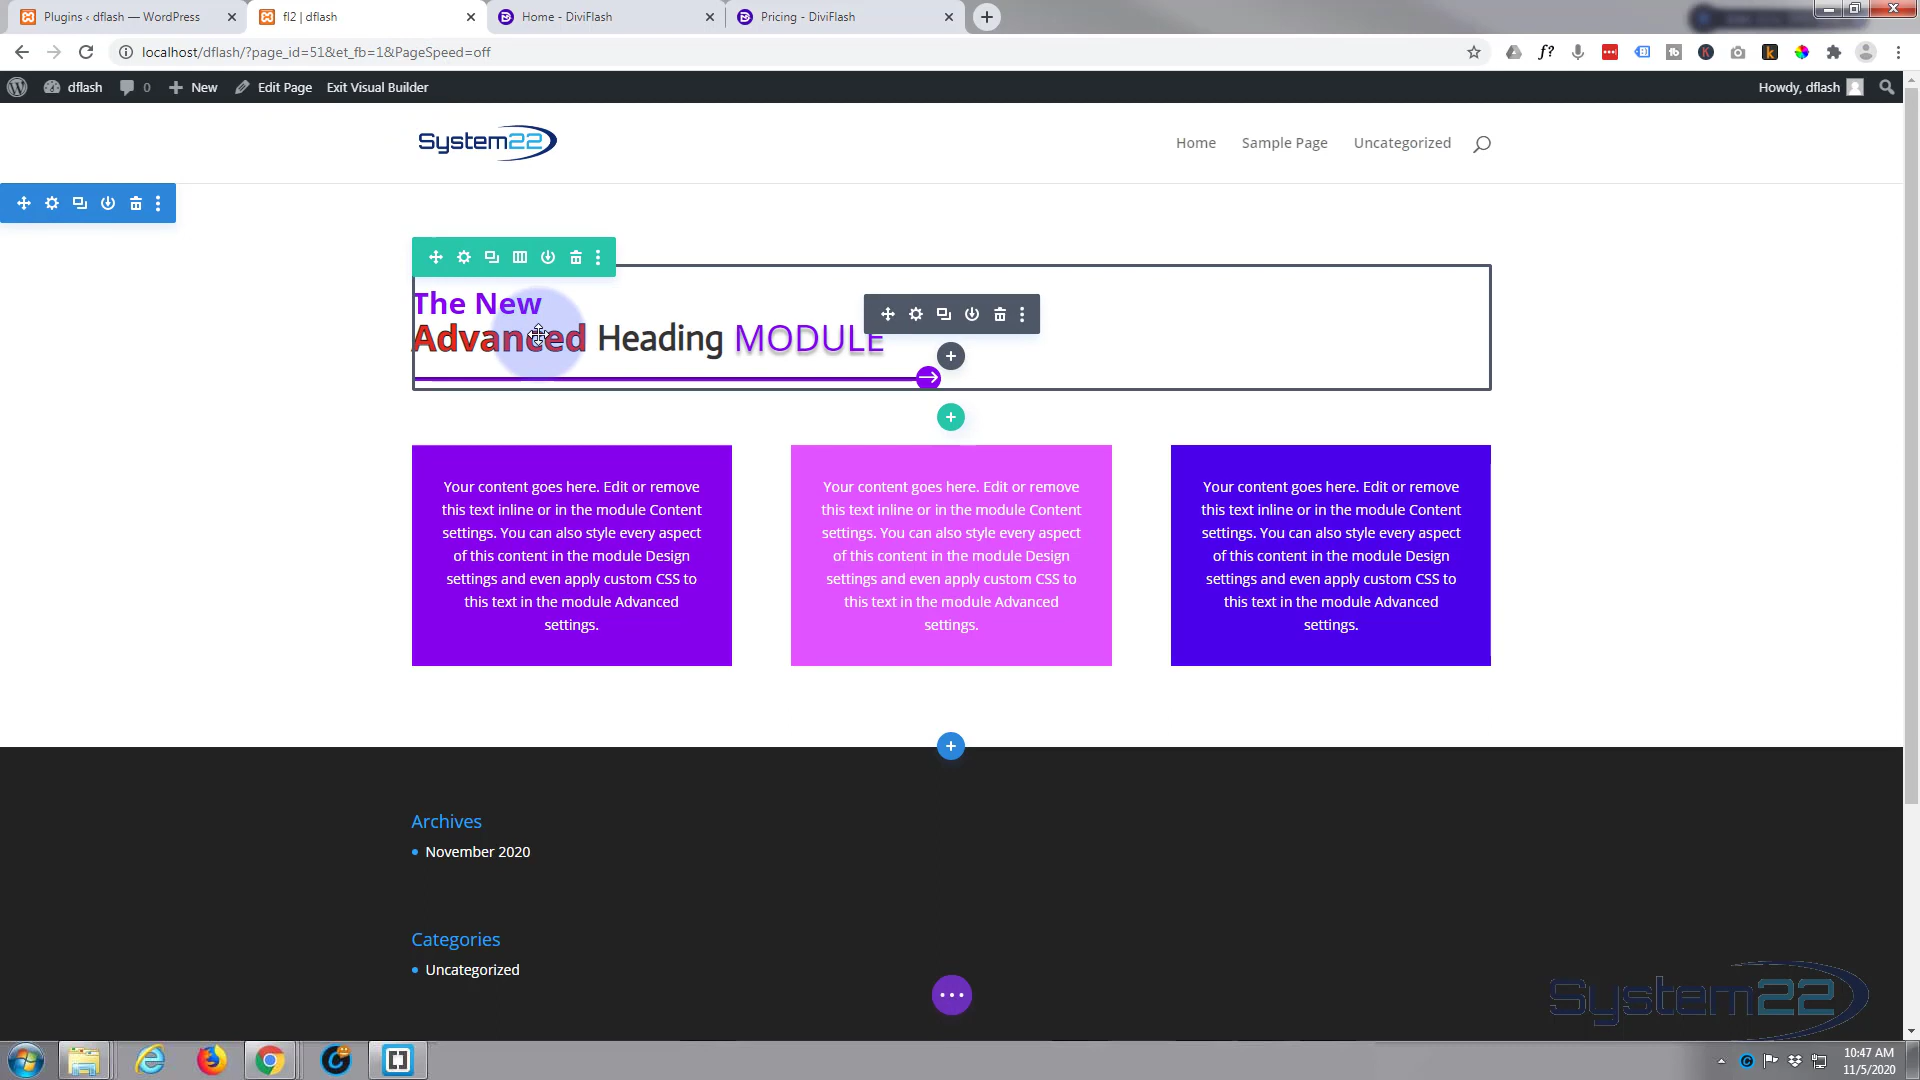 Plugins ‹ dflash — WordPress
fl2 | dflash
Home - DiviFlash
Pricing - DiviFlash
localhost/dflash/?page_id=51&et_fb=1&PageSpeed=off
dflash
0
New
Edit Page
Exit Visual Builder
Howdy, dflash
System22
Home
Sample Page
Uncategorized
The New
Advanced Heading MODULE
Your content goes here. Edit or remove
this text inline or in the module Content
settings. You can also style every aspect
of this content in the module Design
settings and even apply custom CSS to
this text in the module Advanced
settings.
Your content goes here. Edit or remove
this text inline or in the module Content
settings. You can also style every aspect
of this content in the module Design
settings and even apply custom CSS to
this text in the module Advanced
settings.
Your content goes here. Edit or remove
this text inline or in the module Content
settings. You can also style every aspect
of this content in the module Design
settings and even apply custom CSS to
this text in the module Advanced
settings.
Archives
November 2020
Categories
Uncategorized
System22
10:47 AM
11/5/2020